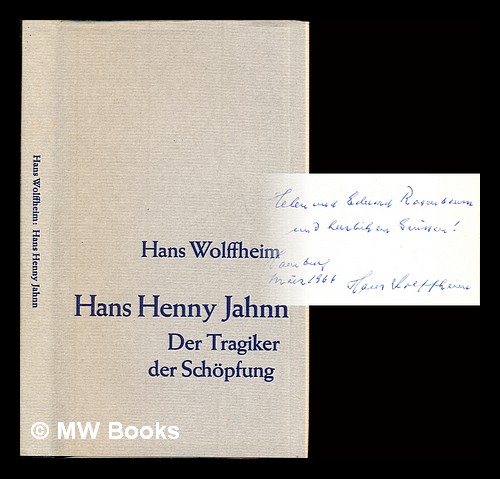 Hans Wolffheim: Hans Henny Jahnn
Hans Wolffheim
Hans Henny Jahnn
Der Tragiker
der Schöpfung
Helen und Eduard Rosenbaum
mit herzlichen Grüssen!
Hamburg
März 1966 Hans Wolffheim
© MW Books